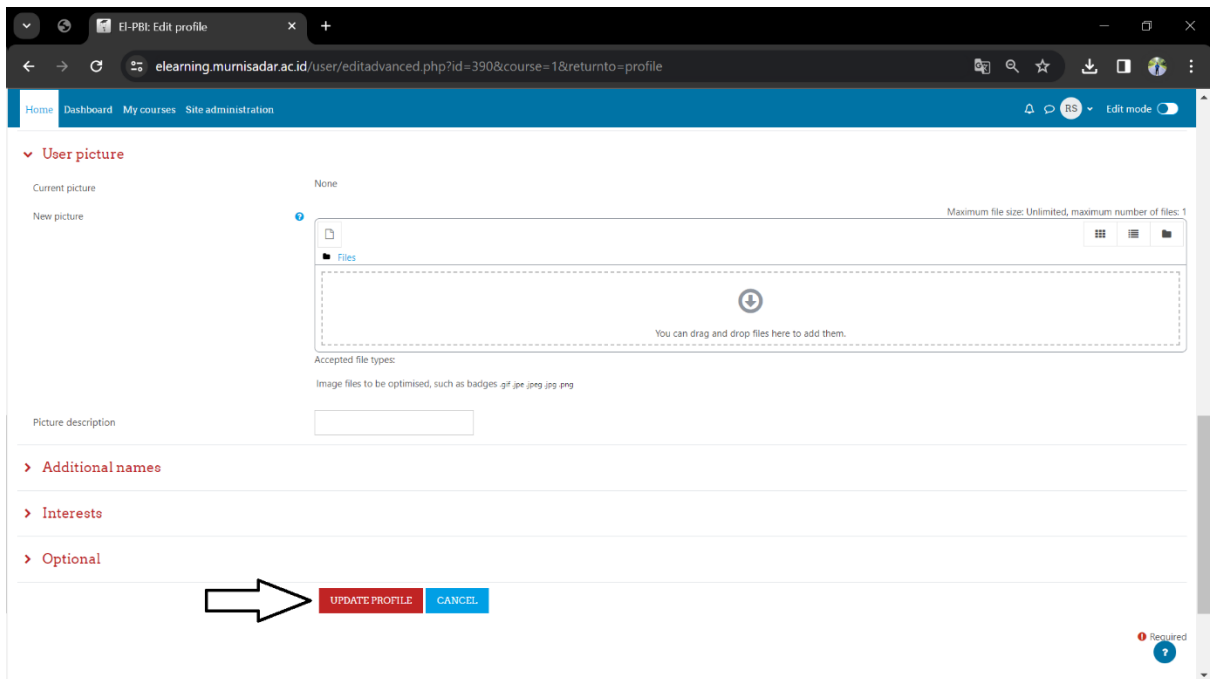 El-PBI: Edit profile
elearning.murnisadar.ac.id/user/editadvanced.php?id=390&course=1&returnto=profile
Home Dashboard My courses Site administration RS Edit mode
User picture
Current picture None
New picture Maximum file size: Unlimited, maximum number of files: 1
Files
You can drag and drop files here to add them.
Accepted file types:
Image files to be optimised, such as badges .gif .jpe .jpeg .jpg .png
Picture description
Additional names
Interests
Optional
UPDATE PROFILE CANCEL
Required
?